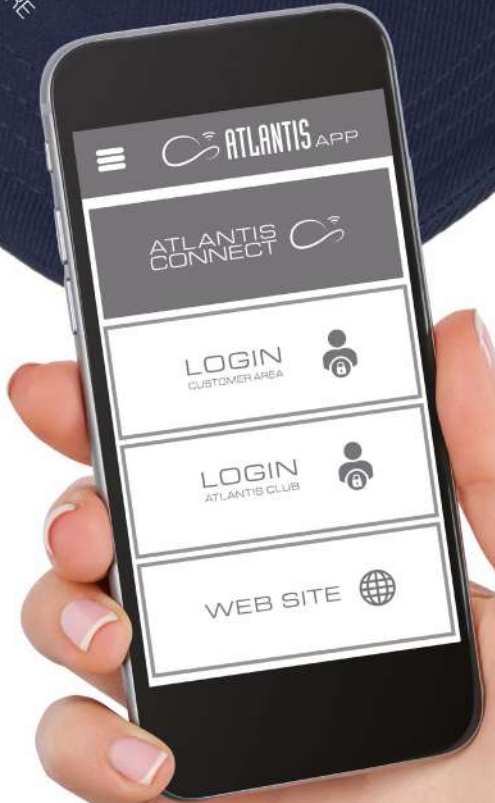 ATLANTIS APP
ATLANTIS
CONNECT
LOGIN
CUSTOMER AREA
LOGIN
ATLANTIS CLUB
WEB SITE